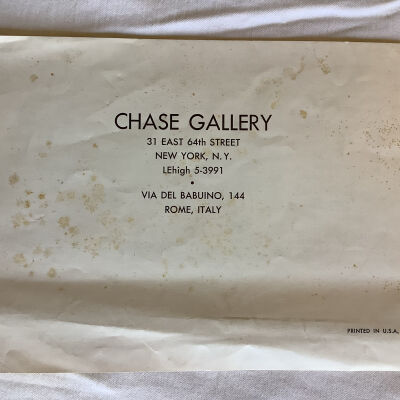 CHASE GALLERY
31 EAST 64th STREET
NEW YORK, N. Y.
LEhigh 5-3991
•
VIA DEL BABUINO, 144
ROME, ITALY
PRINTED IN U.S.A.